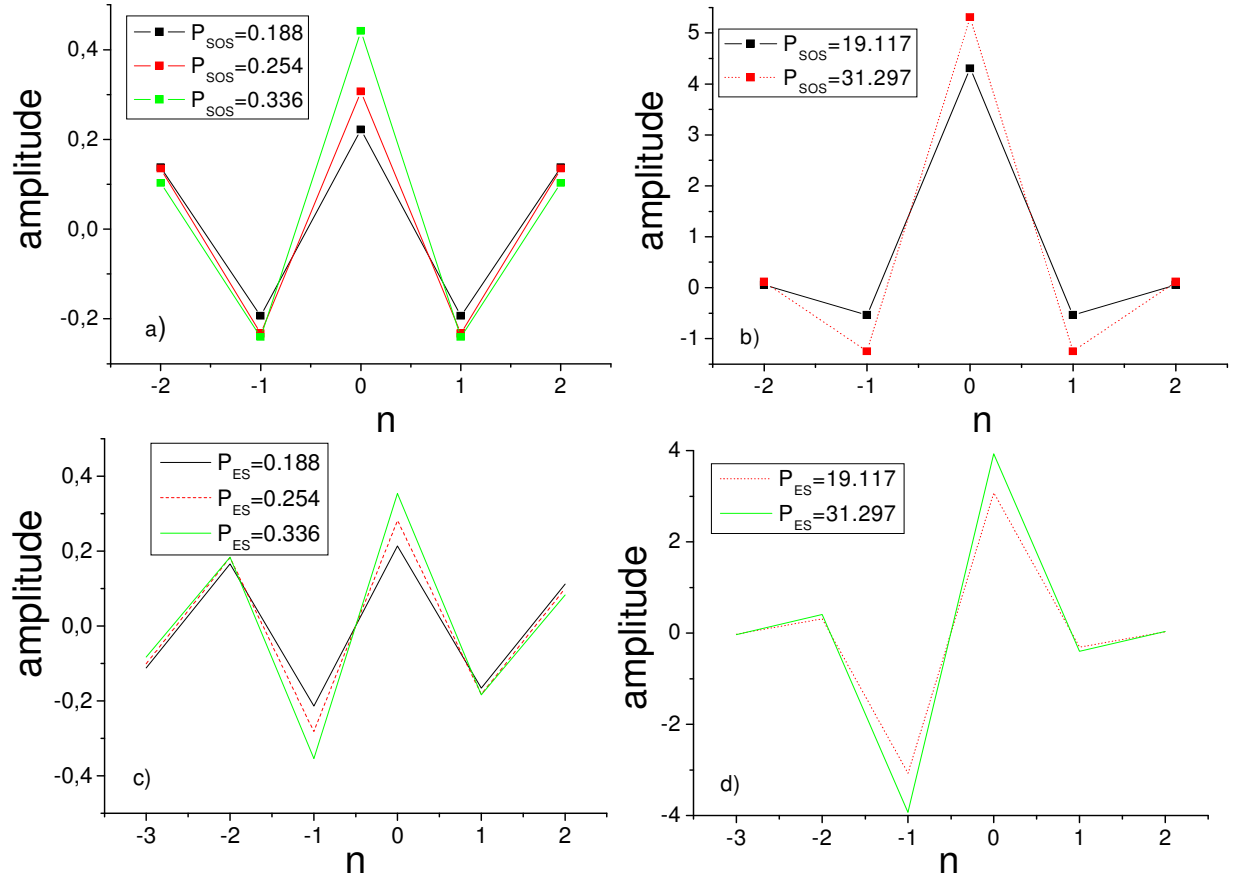 P_SOS=0.188
P_SOS=0.254
P_SOS=0.336
0,4
0,2
0,0
-0,2
amplitude
a)
-2 -1 0 1 2
n
P_SOS=19.117
P_SOS=31.297
5
4
3
2
1
0
-1
amplitude
b)
-2 -1 0 1 2
n
P_ES=0.188
P_ES=0.254
P_ES=0.336
0,4
0,2
0,0
-0,2
-0,4
amplitude
c)
-3 -2 -1 0 1 2
n
P_ES=19.117
P_ES=31.297
4
2
0
-2
-4
amplitude
d)
-3 -2 -1 0 1 2
n